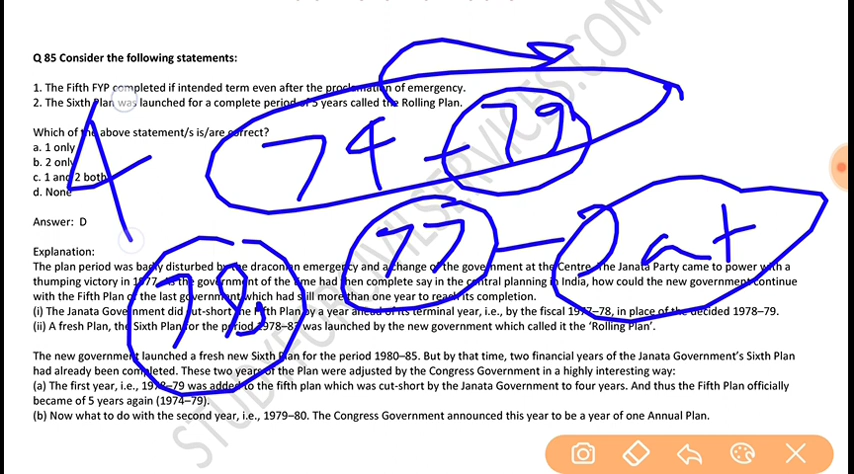 Q 85 Consider the following statements:
1. The Fifth FYP completed if intended term even after the proclamation of emergency.
2. The Sixth Plan was launched for a complete period of 5 years called the Rolling Plan.
Which of the above statement/s is/are correct?
a. 1 only
b. 2 only
c. 1 and 2 both
d. None
Answer: D
Explanation:
The plan period was badly disturbed by the draconian emergency and a change of the government at the Centre. The Janata Party came to power with a
thumping victory in 1977. As the government of the time had then complete say in the central planning in India, how could the new government continue
with the Fifth Plan of the last government which had still more than one year to reach its completion.
(i) The Janata Government did cut-short the Fifth Plan by a year ahead of its terminal year, i.e., by the fiscal 1977–78, in place of the decided 1978–79.
(ii) A fresh Plan, the Sixth Plan for the period 1978–83 was launched by the new government which called it the ‘Rolling Plan’.
The new government launched a fresh new Sixth Plan for the period 1980–85. But by that time, two financial years of the Janata Government’s Sixth Plan
had already been completed. These two years of the Plan were adjusted by the Congress Government in a highly interesting way:
(a) The first year, i.e., 1978–79 was added to the fifth plan which was cut-short by the Janata Government to four years. And thus the Fifth Plan officially
became of 5 years again (1974–79).
(b) Now what to do with the second year, i.e., 1979–80. The Congress Government announced this year to be a year of one Annual Plan.
74 – 79
77 – Jat
78
STUDYFORCIVILSERVICES.COM